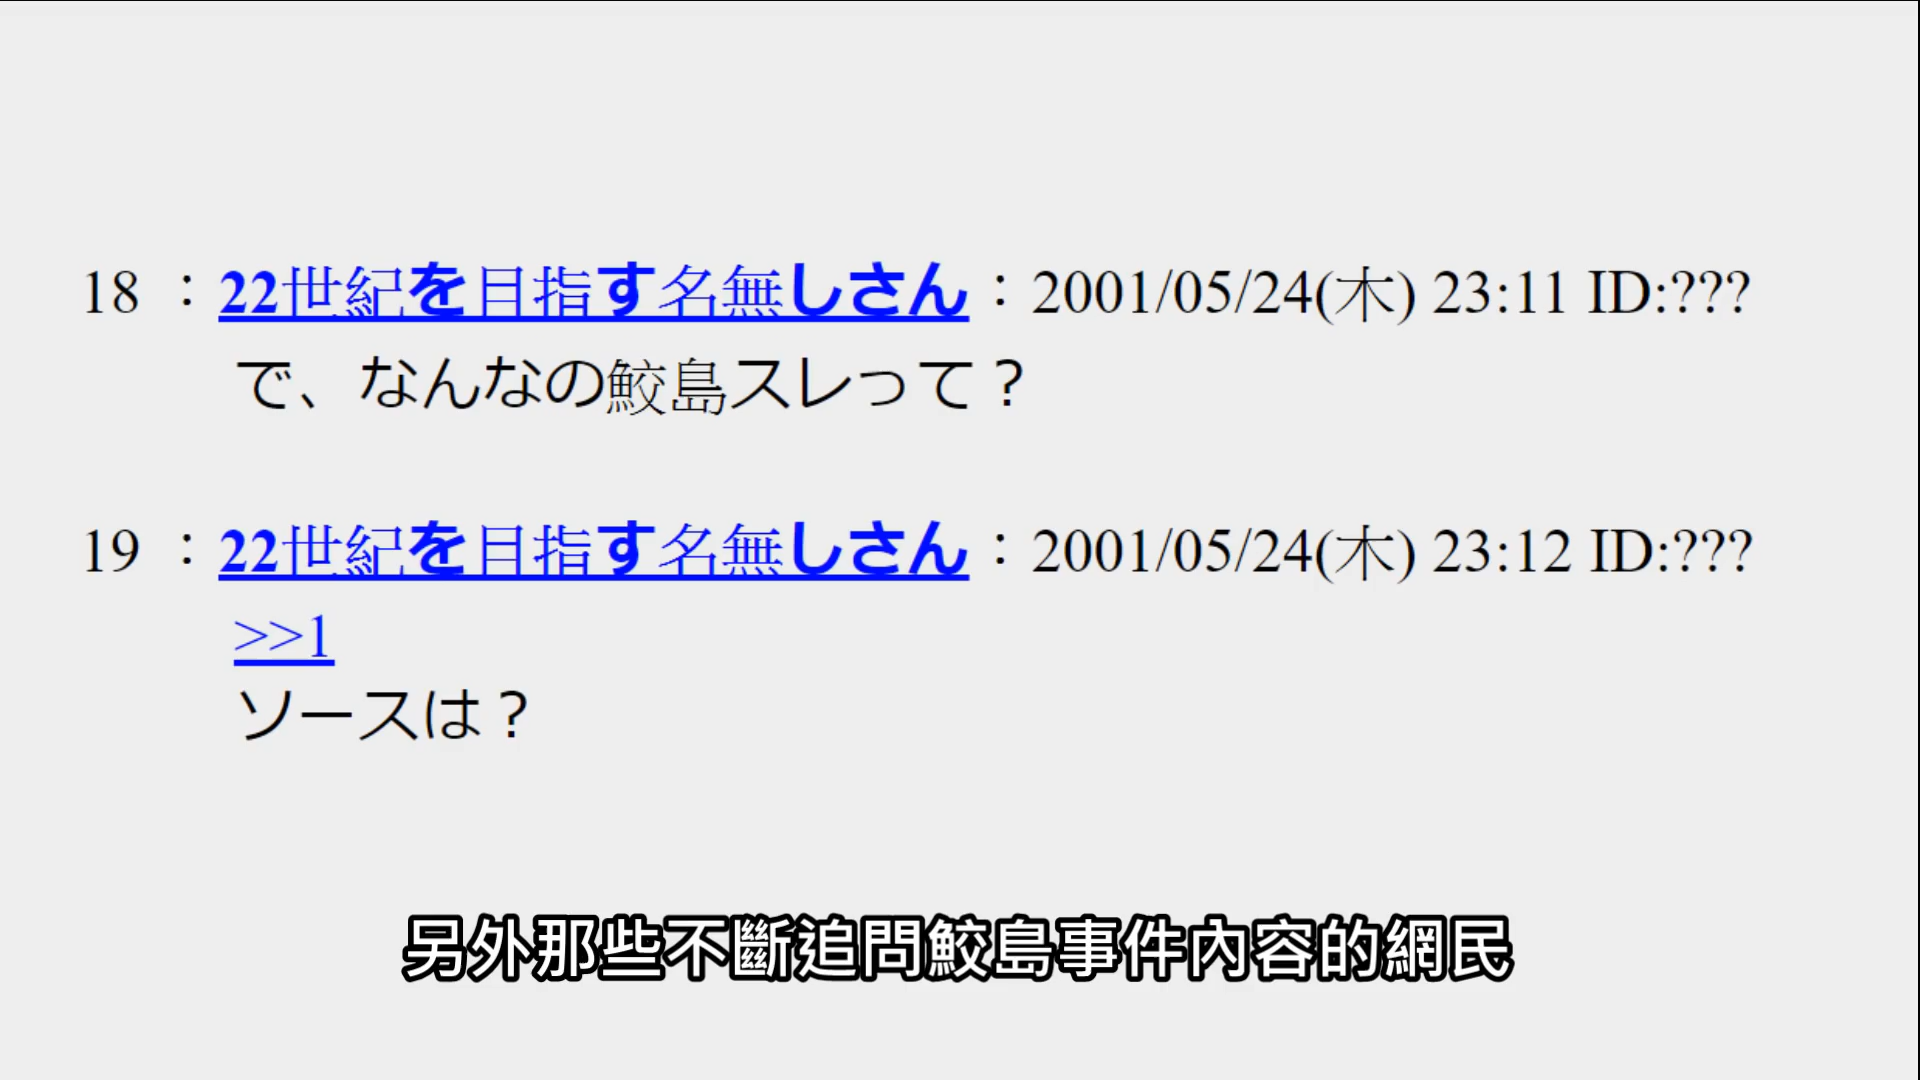 18 ：22世紀を目指す名無しさん：2001/05/24(木) 23:11 ID:???
で、なんなの鮫島スレって？
19 ：22世紀を目指す名無しさん：2001/05/24(木) 23:12 ID:???
>>1
ソースは？
另外那些不斷追問鮫島事件內容的網民